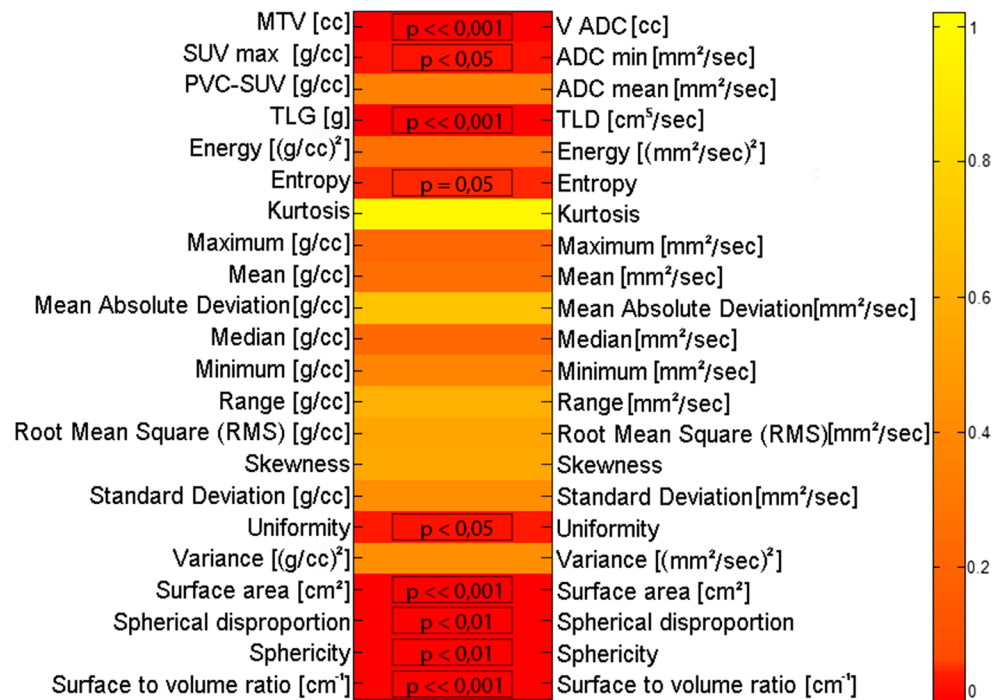 MTV [cc] p << 0,001 V ADC [cc]
SUV max [g/cc] p < 0,05 ADC min [mm²/sec]
PVC-SUV [g/cc] ADC mean [mm²/sec]
TLG [g] p << 0,001 TLD [cm⁵/sec]
Energy [(g/cc)²] Energy [(mm²/sec)²]
Entropy p = 0,05 Entropy
Kurtosis Kurtosis
Maximum [g/cc] Maximum [mm²/sec]
Mean [g/cc] Mean [mm²/sec]
Mean Absolute Deviation [g/cc] Mean Absolute Deviation[mm²/sec]
Median [g/cc] Median[mm²/sec]
Minimum [g/cc] Minimum [mm²/sec]
Range [g/cc] Range [mm²/sec]
Root Mean Square (RMS) [g/cc] Root Mean Square (RMS)[mm²/sec]
Skewness Skewness
Standard Deviation [g/cc] Standard Deviation [mm²/sec]
Uniformity p < 0,05 Uniformity
Variance [(g/cc)²] Variance [(mm²/sec)²]
Surface area [cm²] p << 0,001 Surface area [cm²]
Spherical disproportion p < 0,01 Spherical disproportion
Sphericity p < 0,01 Sphericity
Surface to volume ratio [cm⁻¹] p << 0,001 Surface to volume ratio [cm⁻¹]
1
0.8
0.6
0.4
0.2
0